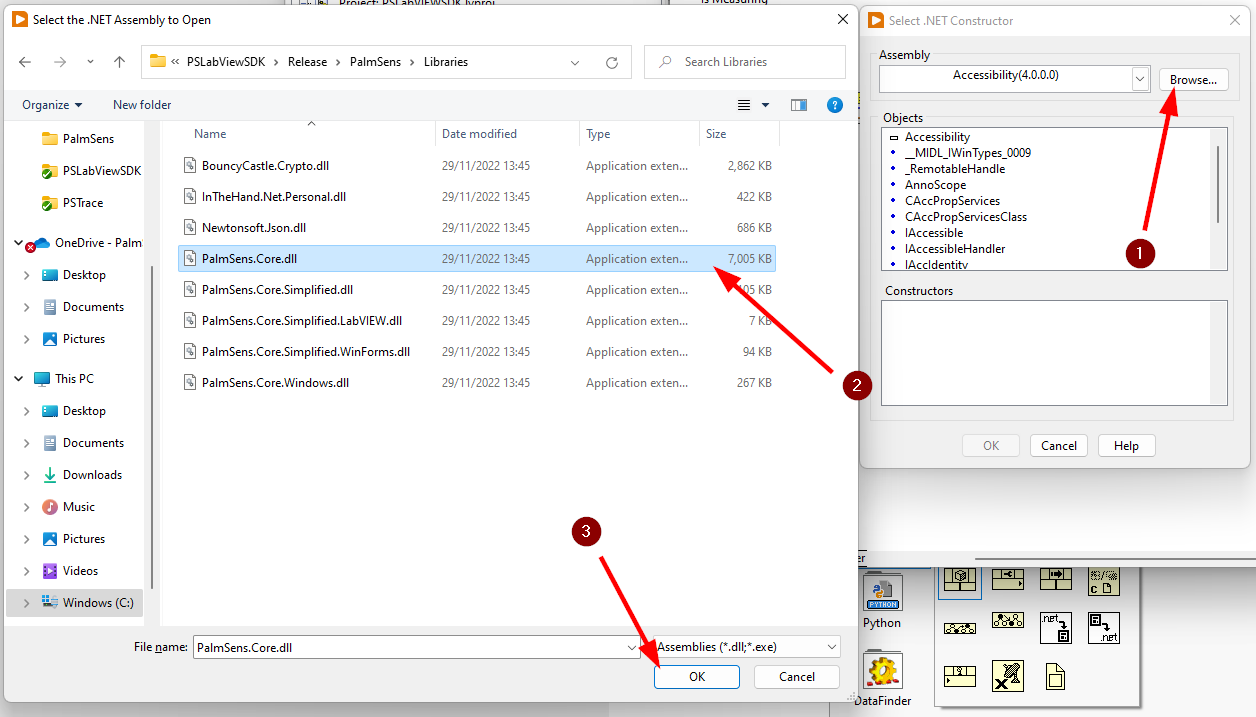 Project: PSLabVIEWSDK.lvproj
Is Measuring
Select the .NET Assembly to Open
PSLabViewSDK > Release > PalmSens > Libraries
Search Libraries
Organize
New folder
PalmSens
PSLabViewSDK
PSTrace
OneDrive - Palm
Desktop
Documents
Pictures
This PC
Desktop
Documents
Downloads
Music
Pictures
Videos
Windows (C:)
Name Date modified Type Size
BouncyCastle.Crypto.dll 29/11/2022 13:45 Application exten... 2,862 KB
InTheHand.Net.Personal.dll 29/11/2022 13:45 Application exten... 422 KB
Newtonsoft.Json.dll 29/11/2022 13:45 Application exten... 686 KB
PalmSens.Core.dll 29/11/2022 13:45 Application exten... 7,005 KB
PalmSens.Core.Simplified.dll 29/11/2022 13:45 Application exten... KB
PalmSens.Core.Simplified.LabVIEW.dll 29/11/2022 13:45 Application exten... 7 KB
PalmSens.Core.Simplified.WinForms.dll 29/11/2022 13:45 Application exten... 94 KB
PalmSens.Core.Windows.dll 29/11/2022 13:45 Application exten... 267 KB
2
3
File name: PalmSens.Core.dll
Assemblies (*.dll;*.exe)
OK
Cancel
Select .NET Constructor
Assembly
Accessibility(4.0.0.0)
Browse...
1
Objects
Accessibility
__MIDL_IWinTypes_0009
_RemotableHandle
AnnoScope
CAccPropServices
CAccPropServicesClass
IAccessible
IAccessibleHandler
IAccIdentity
Constructors
OK
Cancel
Help
er
PYTHON
Python
DataFinder
C
.net
.net